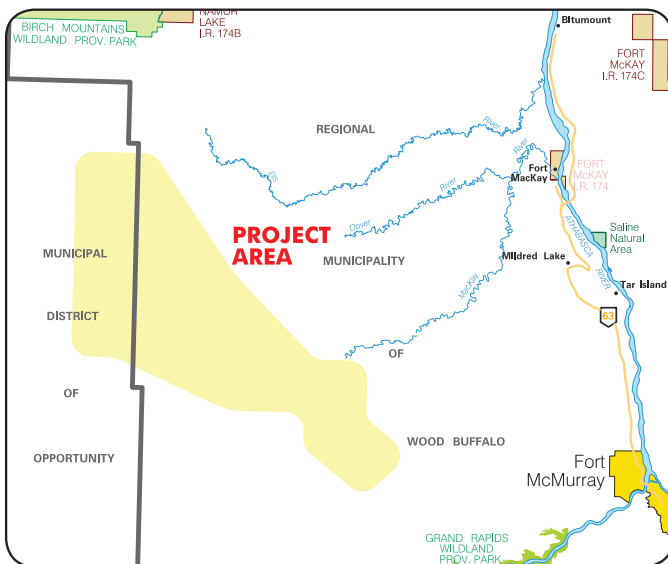 NAMUR
LAKE
I.R. 174B
BIRCH MOUNTAINS
WILDLAND PROV. PARK
Bitumount
FORT
McKAY
I.R. 174C
REGIONAL
River
Ells
River
Fort
MacKay
FORT
McKAY
I.R. 174
River
Dover
PROJECT
AREA
ATHABASCA
RIVER
Saline
Natural
Area
MUNICIPAL
MUNICIPALITY
Mildred Lake
MacKay
Tar Island
DISTRICT
63
OF
OF
WOOD BUFFALO
OPPORTUNITY
Fort
McMurray
GRAND RAPIDS
WILDLAND
PROV. PARK